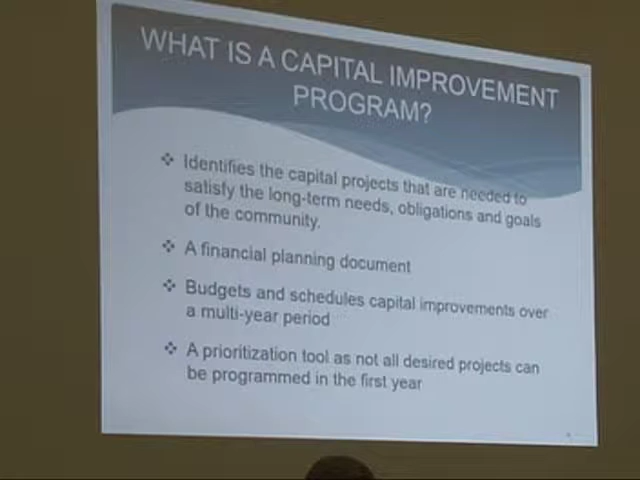 WHAT IS A CAPITAL IMPROVEMENT
PROGRAM?
❖ Identifies the capital projects that are needed to
satisfy the long-term needs, obligations and goals
of the community.
❖ A financial planning document
❖ Budgets and schedules capital improvements over
a multi-year period
❖ A prioritization tool as not all desired projects can
be programmed in the first year